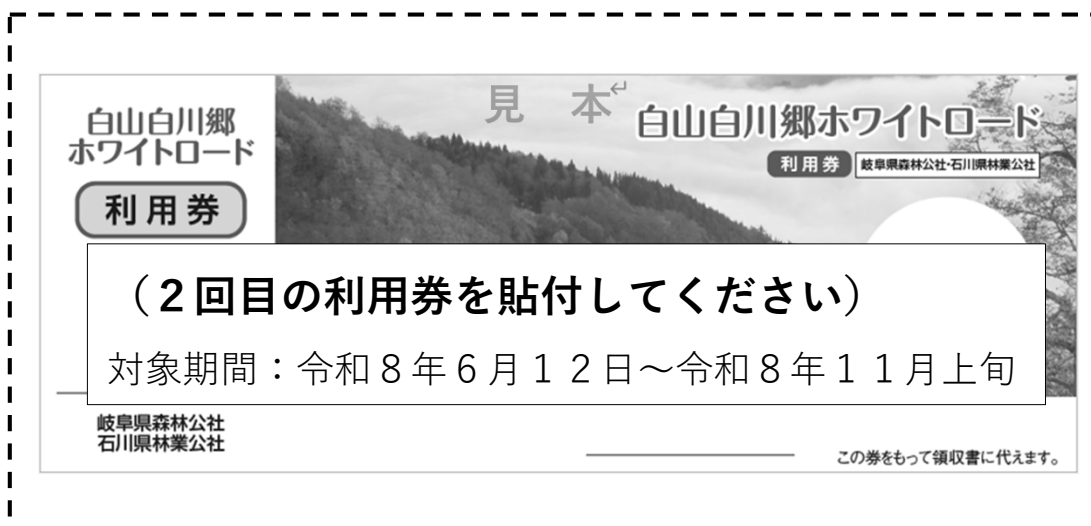 白山白川郷
ホワイトロード
利用券
見 本↵
白山白川郷ホワイトロード
利用券 岐阜県森林公社・石川県林業公社
（２回目の利用券を貼付してください）
対象期間：令和８年６月１２日～令和８年１１月上旬
岐阜県森林公社
石川県林業公社
この券をもって領収書に代えます。